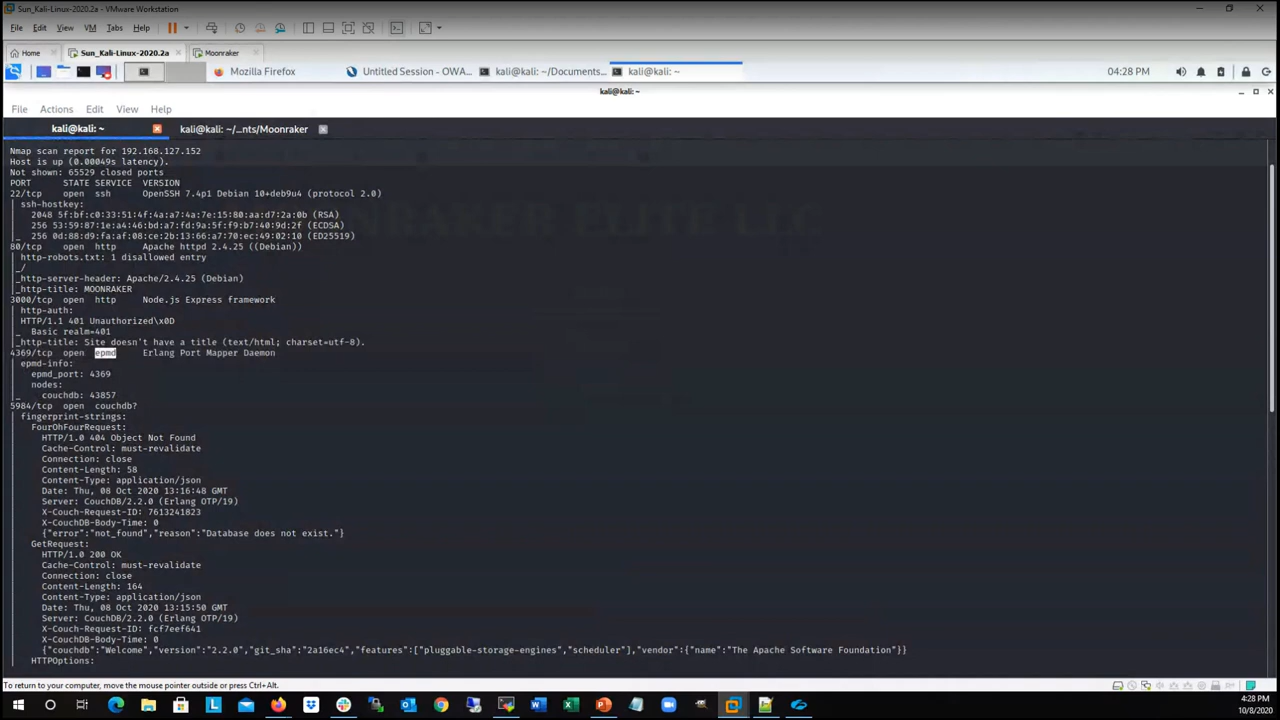 Sun_Kali-Linux-2020.2a - VMware Workstation
File Edit View VM Tabs Help
Home Sun_Kali-Linux-2020.2a Moonraker
Mozilla Firefox Untitled Session - OWA... kali@kali: ~/Documents... kali@kali: ~ 04:28 PM
kali@kali: ~
File Actions Edit View Help
kali@kali: ~ kali@kali: ~/...nts/Moonraker
Nmap scan report for 192.168.127.152
Host is up (0.00049s latency).
Not shown: 65529 closed ports
PORT STATE SERVICE VERSION
22/tcp open ssh OpenSSH 7.4p1 Debian 10+deb9u4 (protocol 2.0)
| ssh-hostkey:
| 2048 5f:bf:c0:33:51:4f:4a:a7:4a:7e:15:80:aa:d7:2a:0b (RSA)
| 256 53:59:87:1e:a4:46:bd:a7:fd:9a:5f:f9:b7:40:9d:2f (ECDSA)
|_ 256 0d:88:d9:fa:af:08:ce:2b:13:66:a7:70:ec:49:02:10 (ED25519)
80/tcp open http Apache httpd 2.4.25 ((Debian))
| http-robots.txt: 1 disallowed entry
|_/
|_http-server-header: Apache/2.4.25 (Debian)
|_http-title: MOONRAKER
3000/tcp open http Node.js Express framework
| http-auth:
| HTTP/1.1 401 Unauthorized\x0D
|_ Basic realm=401
|_http-title: Site doesn't have a title (text/html; charset=utf-8).
4369/tcp open epmd Erlang Port Mapper Daemon
| epmd-info:
| epmd_port: 4369
| nodes:
|_ couchdb: 43857
5984/tcp open couchdb?
| fingerprint-strings:
| FourOhFourRequest:
| HTTP/1.0 404 Object Not Found
| Cache-Control: must-revalidate
| Connection: close
| Content-Length: 58
| Content-Type: application/json
| Date: Thu, 08 Oct 2020 13:16:48 GMT
| Server: CouchDB/2.2.0 (Erlang OTP/19)
| X-Couch-Request-ID: 7613241823
| X-CouchDB-Body-Time: 0
| {"error":"not_found","reason":"Database does not exist."}
| GetRequest:
| HTTP/1.0 200 OK
| Cache-Control: must-revalidate
| Connection: close
| Content-Length: 164
| Content-Type: application/json
| Date: Thu, 08 Oct 2020 13:15:50 GMT
| Server: CouchDB/2.2.0 (Erlang OTP/19)
| X-Couch-Request-ID: fcf7eef641
| X-CouchDB-Body-Time: 0
| {"couchdb":"Welcome","version":"2.2.0","git_sha":"2a16ec4","features":["pluggable-storage-engines","scheduler"],"vendor":{"name":"The Apache Software Foundation"}}
| HTTPOptions:
To return to your computer, move the mouse pointer outside or press Ctrl+Alt.
4:28 PM
10/8/2020